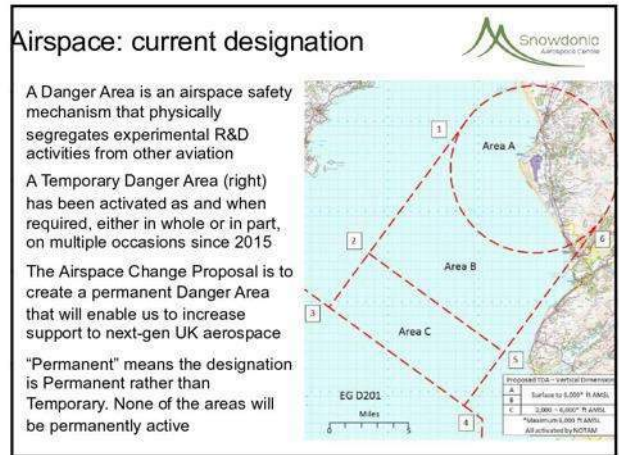 Airspace: current designation
Snowdonia
Aerospace Centre
A Danger Area is an airspace safety
mechanism that physically
segregates experimental R&D
activities from other aviation
A Temporary Danger Area (right)
has been activated as and when
required, either in whole or in part,
on multiple occasions since 2015
The Airspace Change Proposal is to
create a permanent Danger Area
that will enable us to increase
support to next-gen UK aerospace
"Permanent" means the designation
is Permanent rather than
Temporary. None of the areas will
be permanently active
1
Area A
2
6
Area B
3
Area C
5
EG D201
Miles
4
Proposed TDA – Vertical Dimension
A
B
Surface to 6,000* ft AMSL
C
2,000 – 6,000* ft AMSL
*Maximum 6,000 ft AMSL
All activated by NOTAM